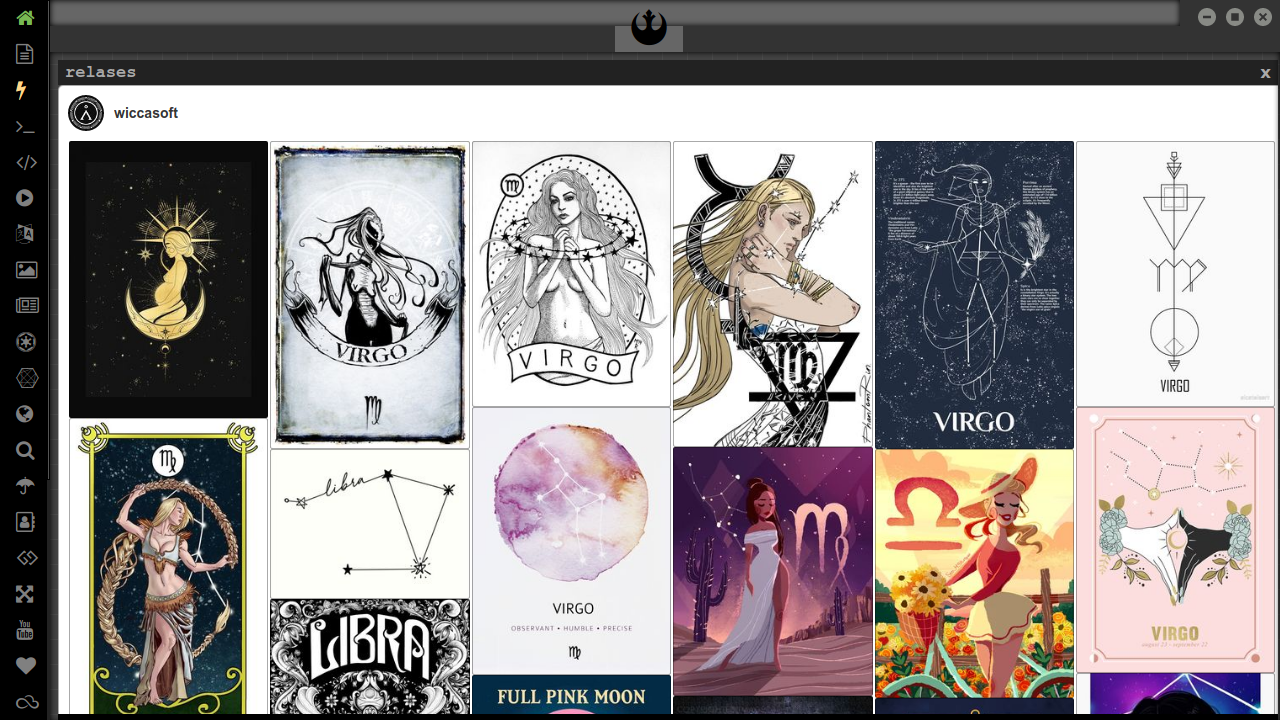 relases
x
wiccasoft
VIRGO
VIRGO
PhantomRin
VIRGO
VIRGO
libra
LIBRA
VIRGO
OBSERVANT • HUMBLE • PRECISE
FULL PINK MOON
VIRGO
august 23 - september 22
You
Tube